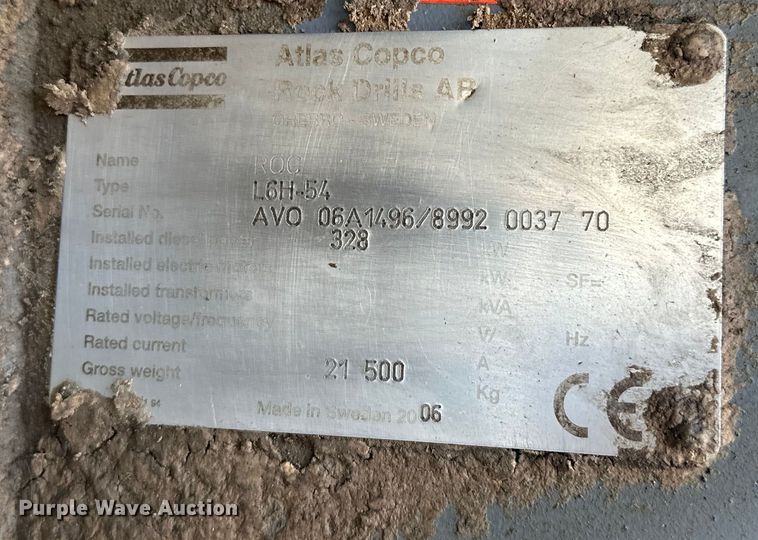 Atlas Copco
Atlas Copco
Rock Drills AB
ÖREBRO - SWEDEN
Name ROC
Type L6H-54
Serial No. AVO 06A1496/8992 0037 70
Installed diesel power 328 kW
Installed electric motors kW SF=
Installed transformers kVA
Rated voltage/frequency V/ Hz
Rated current A
Gross weight 21 500 Kg
Made in Sweden 2006
CE
Purple Wave Auction